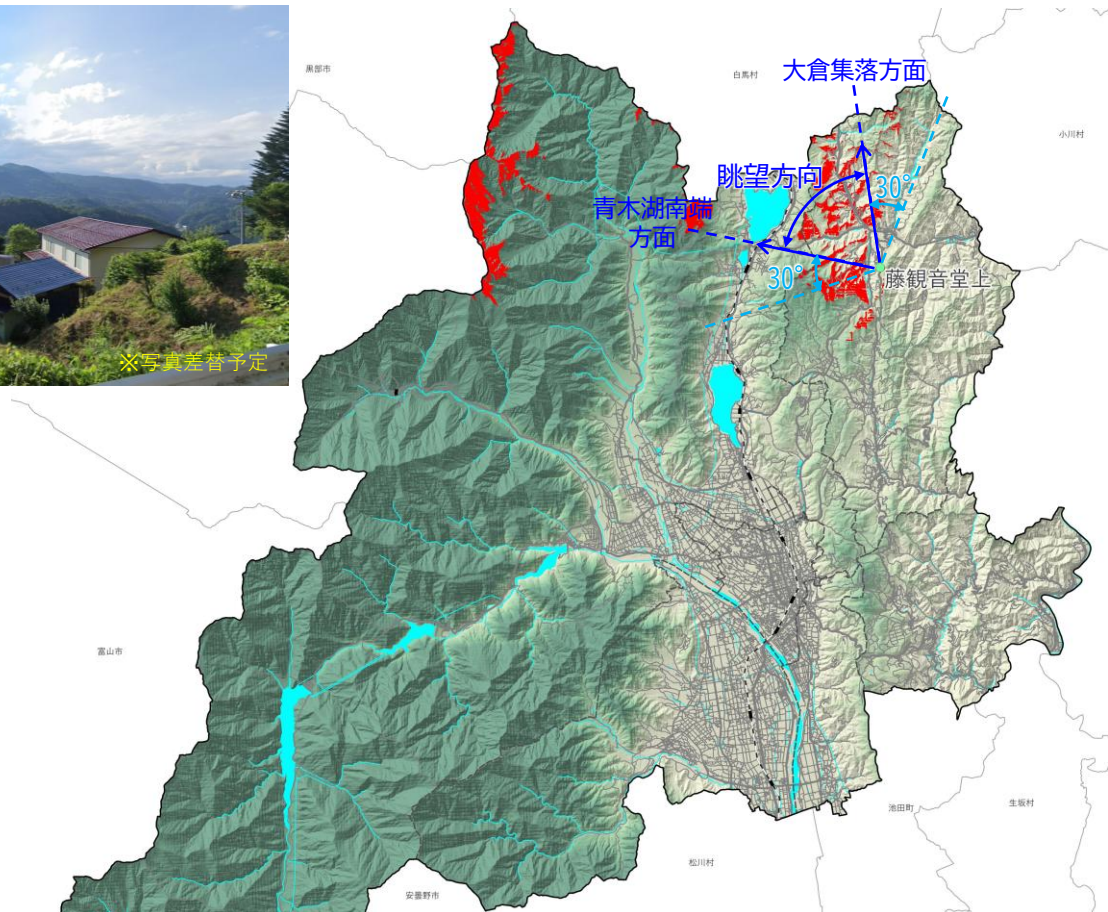 黒部市
白馬村
大倉集落方面
小川村
眺望方向
30°
青木湖南端
方面
30°
藤観音堂上
※写真差替予定
富山市
池田町
生坂村
松川村
安曇野市